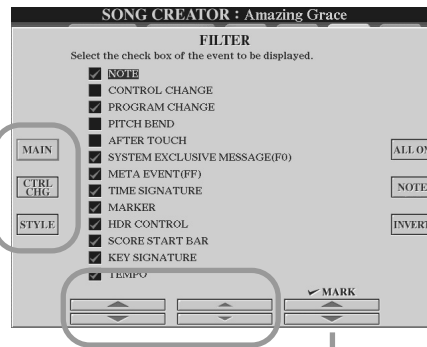 SONG CREATOR : Amazing Grace
FILTER
Select the check box of the event to be displayed.
NOTE
CONTROL CHANGE
PROGRAM CHANGE
PITCH BEND
AFTER TOUCH
SYSTEM EXCLUSIVE MESSAGE(F0)
META EVENT(FF)
TIME SIGNATURE
MARKER
HDR CONTROL
SCORE START BAR
KEY SIGNATURE
TEMPO
MAIN
CTRL
CHG
STYLE
ALL ON
NOTE
INVERT
MARK